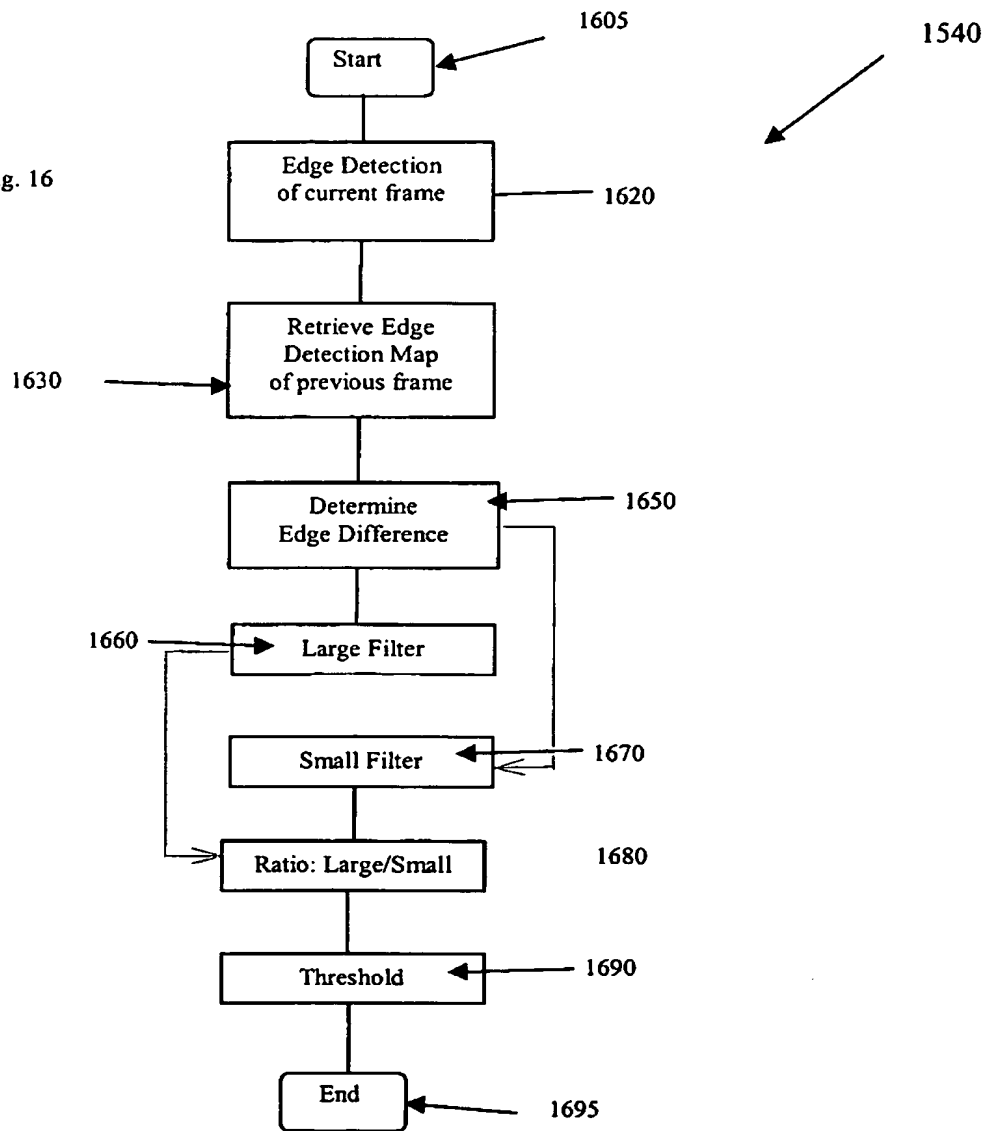 1605
1540
Start
g. 16
Edge Detection
of current frame
1620
Retrieve Edge
Detection Map
of previous frame
1630
Determine
Edge Difference
1650
1660
Large Filter
Small Filter
1670
Ratio: Large/Small
1680
Threshold
1690
End
1695